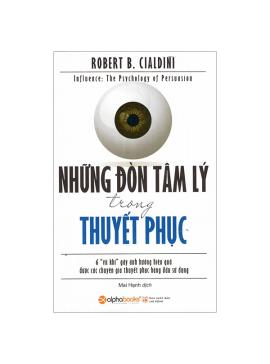 ROBERT B. CIALDINI
Influence: The Psychology of Persuasion
NHỮNG ĐÒN TÂM LÝ
trong
THUYẾT PHỤC
6 "vũ khí" gây ảnh hưởng hiệu quả
được các chuyên gia thuyết phục hàng đầu sử dụng
Mai Hạnh dịch
alphabooks